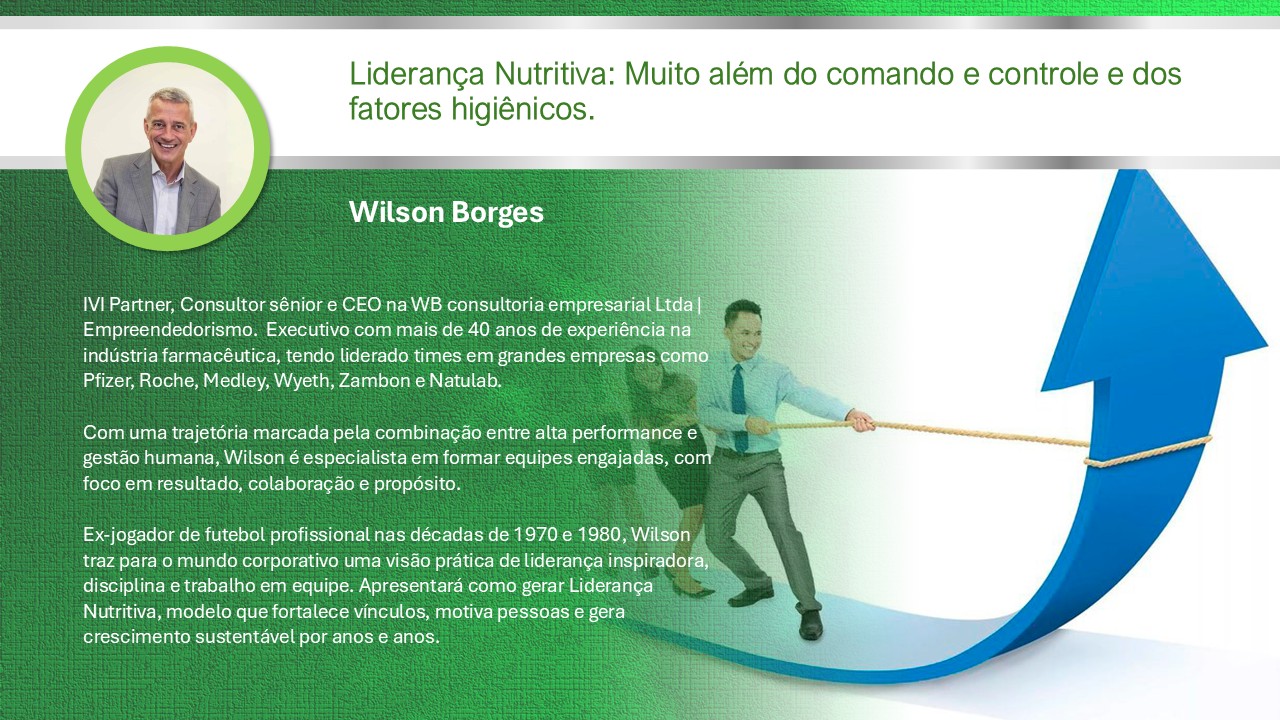 Liderança Nutritiva: Muito além do comando e controle e dos
fatores higiênicos.
Wilson Borges
IVI Partner, Consultor sênior e CEO na WB consultoria empresarial Ltda|
Empreendedorismo.  Executivo com mais de 40 anos de experiência na
indústria farmacêutica, tendo liderado times em grandes empresas como
Pfizer, Roche, Medley, Wyeth, Zambon e Natulab.
Com uma trajetória marcada pela combinação entre alta performance e
gestão humana, Wilson é especialista em formar equipes engajadas, com
foco em resultado, colaboração e propósito.
Ex-jogador de futebol profissional nas décadas de 1970 e 1980, Wilson
traz para o mundo corporativo uma visão prática de liderança inspiradora,
disciplina e trabalho em equipe. Apresentará como gerar Liderança
Nutritiva, modelo que fortalece vínculos, motiva pessoas e gera
crescimento sustentável por anos e anos.